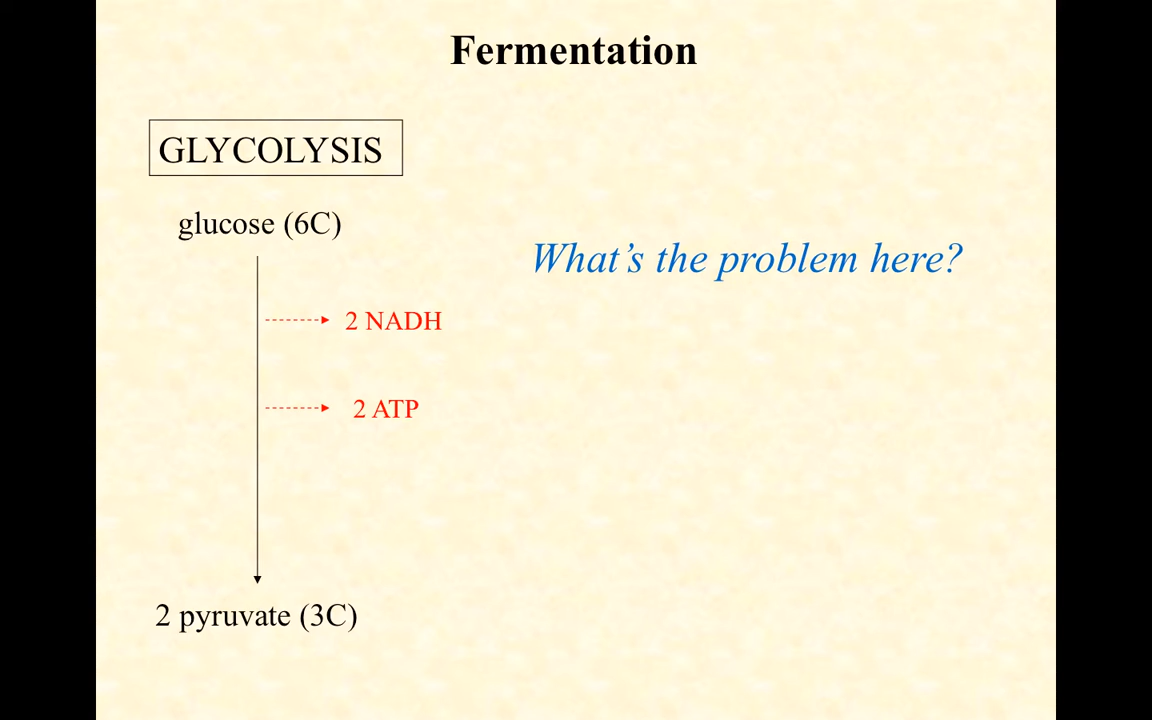 Fermentation
GLYCOLYSIS
glucose (6C)
What’s the problem here?
2 NADH
2 ATP
2 pyruvate (3C)